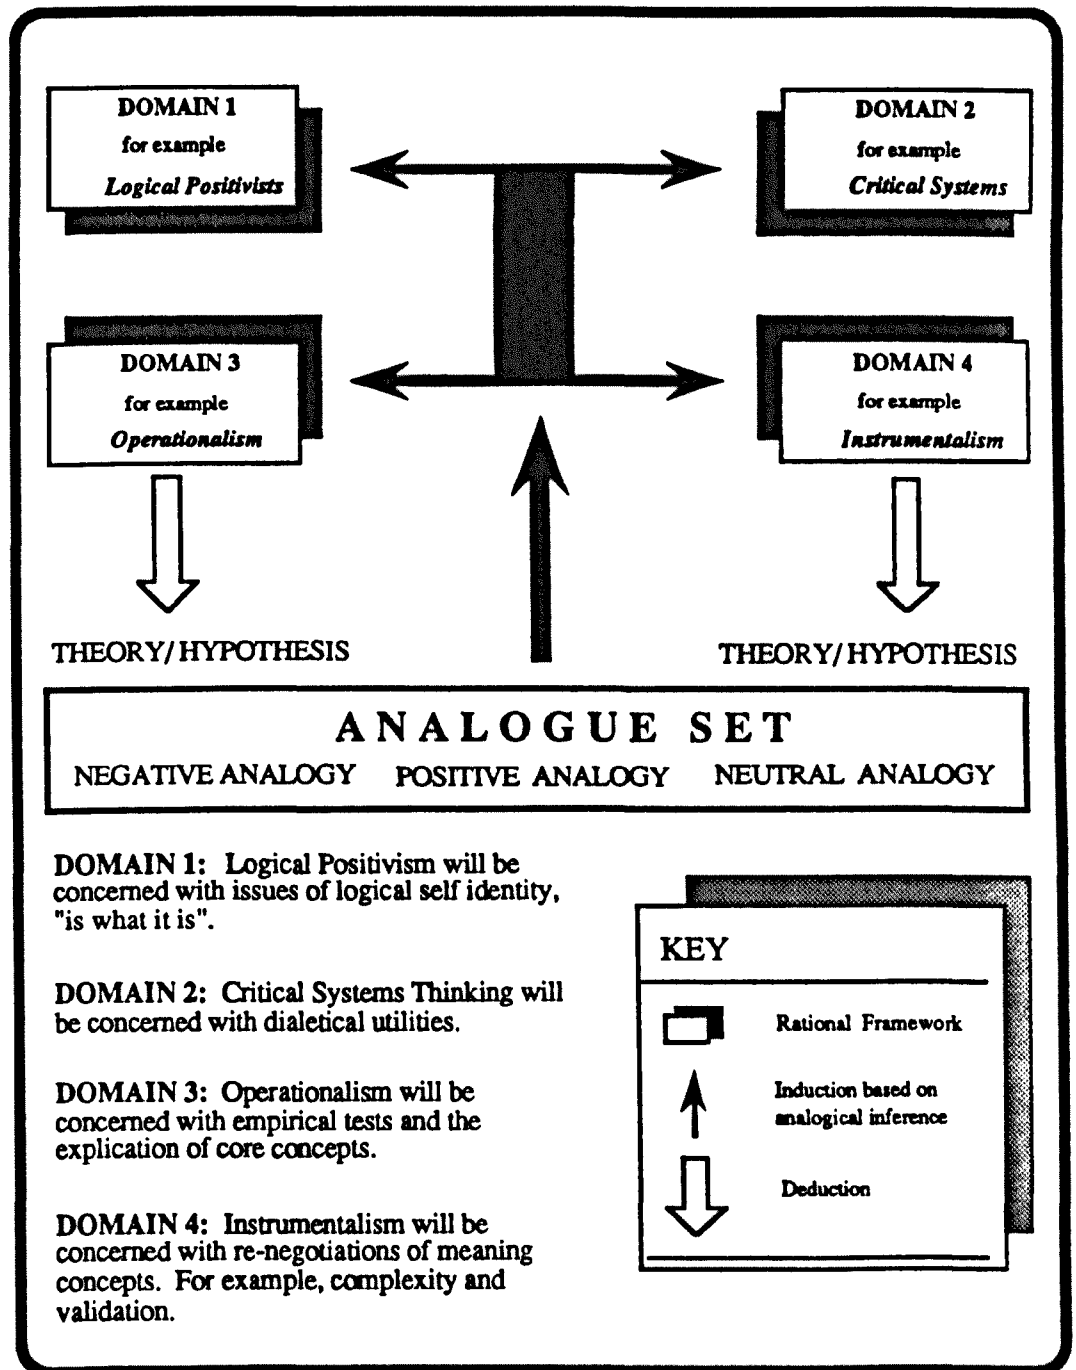 DOMAIN 1
for example
Logical Positivists
DOMAIN 2
for example
Critical Systems
DOMAIN 3
for example
Operationalism
DOMAIN 4
for example
Instrumentalism
THEORY/HYPOTHESIS
THEORY/HYPOTHESIS
ANALOGUE SET
NEGATIVE ANALOGY POSITIVE ANALOGY NEUTRAL ANALOGY
DOMAIN 1: Logical Positivism will be
concerned with issues of logical self identity,
"is what it is".
DOMAIN 2: Critical Systems Thinking will
be concerned with dialetical utilities.
DOMAIN 3: Operationalism will be
concerned with empirical tests and the
explication of core concepts.
DOMAIN 4: Instrumentalism will be
concerned with re-negotiations of meaning
concepts. For example, complexity and
validation.
KEY
Rational Framework
Induction based on
analogical inference
Deduction